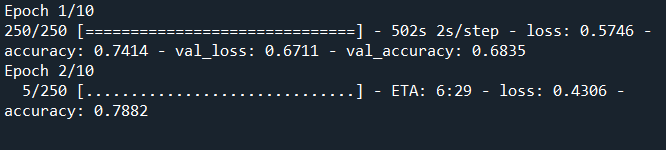 Epoch 1/10
250/250 [==============================] - 502s 2s/step - loss: 0.5746 -
accuracy: 0.7414 - val_loss: 0.6711 - val_accuracy: 0.6835
Epoch 2/10
  5/250 [..............................] - ETA: 6:29 - loss: 0.4306 -
accuracy: 0.7882